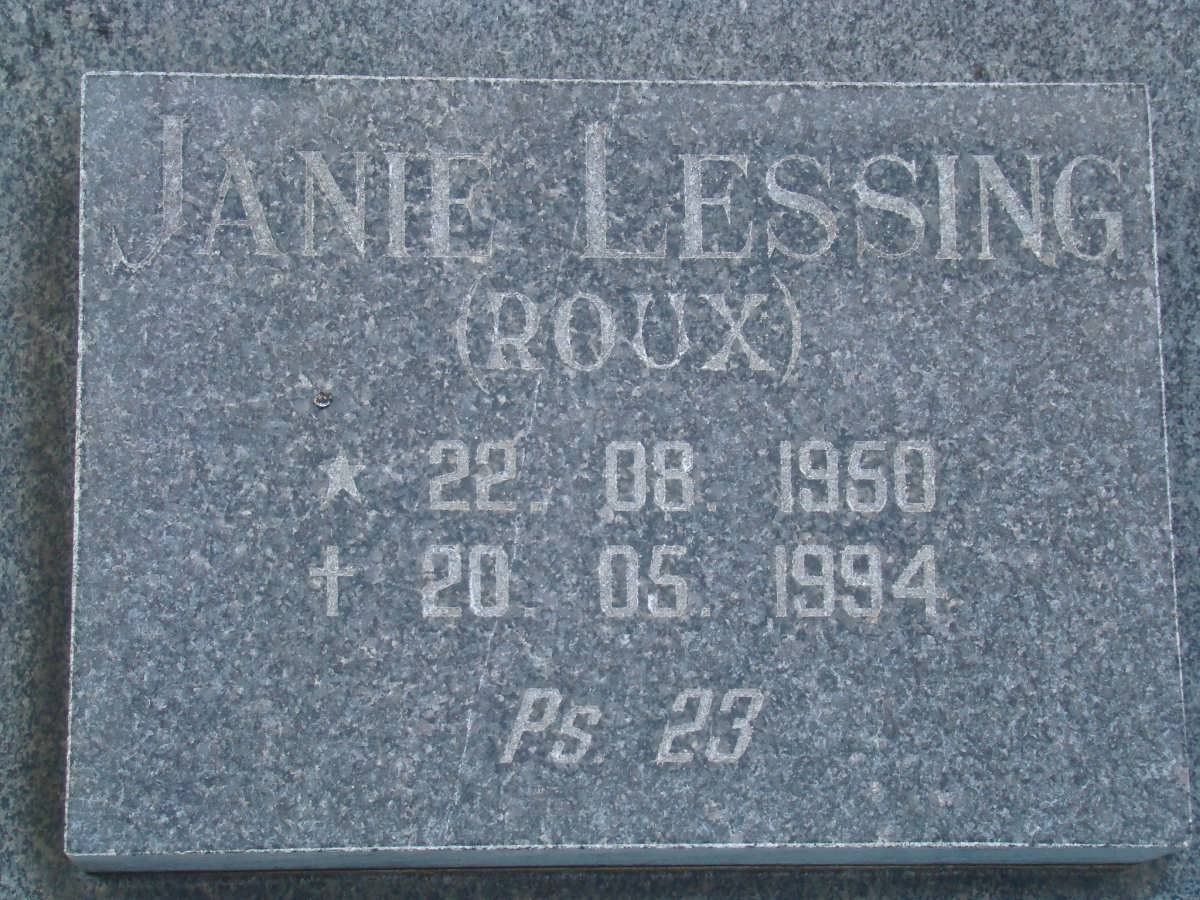 JANIE LESSING
(ROUX)
★ 22. 08. 1950
† 20. 05. 1994
Ps. 23